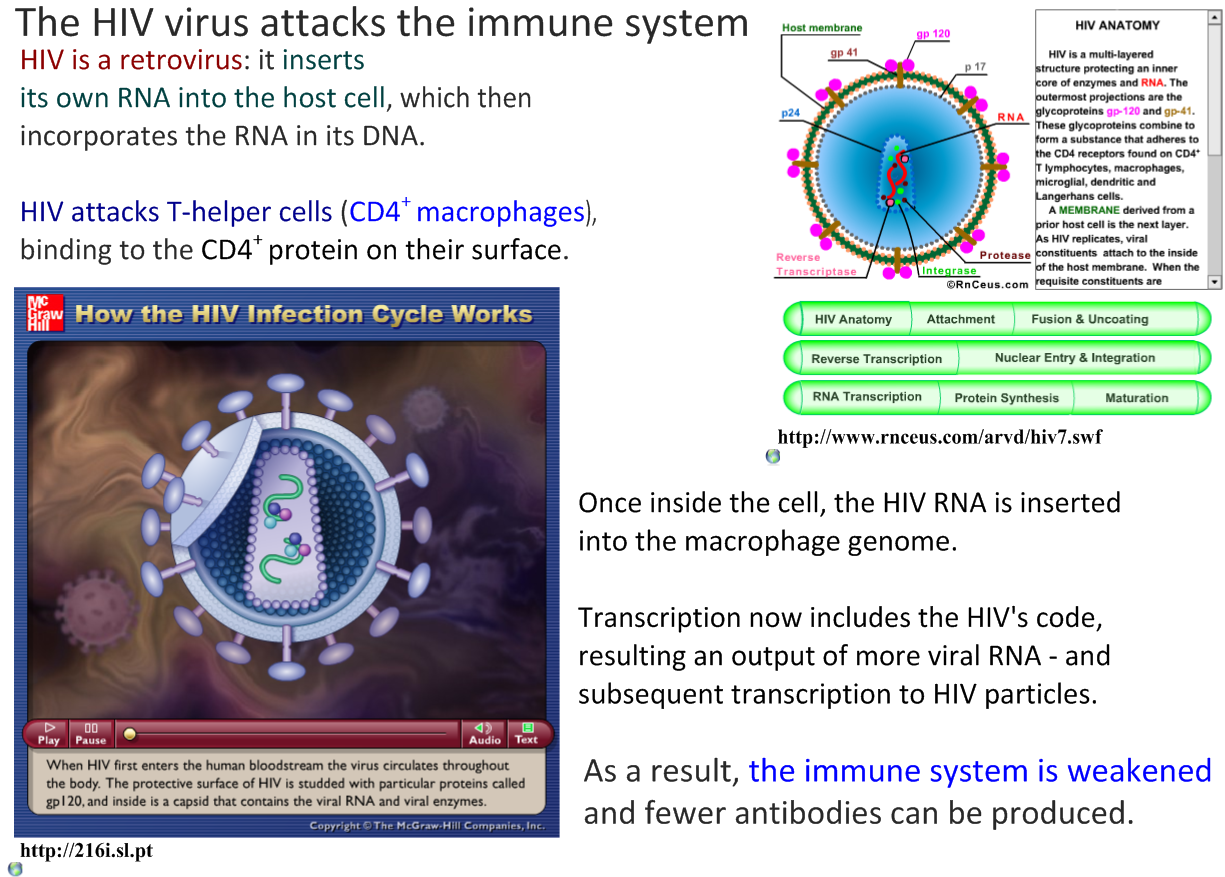 The HIV virus attacks the immune system
HIV is a retrovirus: it inserts
its own RNA into the host cell, which then
incorporates the RNA in its DNA.
HIV attacks T-helper cells (CD4+ macrophages),
binding to the CD4+ protein on their surface.
Host membrane
gp 120
gp 41
p 17
p24
RNA
Reverse
Transcriptase
Protease
Integrase
©RnCeus.com
HIV ANATOMY
HIV is a multi-layered
structure protecting an inner
core of enzymes and RNA. The
outermost projections are the
glycoproteins gp-120 and gp-41.
These glycoproteins combine to
form a substance that adheres to
the CD4 receptors found on CD4+
T lymphocytes, macrophages,
microglial, dendritic and
Langerhans cells.
A MEMBRANE derived from a
prior host cell is the next layer.
As HIV replicates, viral
constituents attach to the inside
of the host membrane. When the
requisite constituents are
HIV Anatomy Attachment Fusion & Uncoating
Reverse Transcription Nuclear Entry & Integration
RNA Transcription Protein Synthesis Maturation
http://www.rnceus.com/arvd/hiv7.swf
Mc
Graw
Hill
How the HIV Infection Cycle Works
Play Pause Audio Text
When HIV first enters the human bloodstream the virus circulates throughout
the body. The protective surface of HIV is studded with particular proteins called
gp120, and inside is a capsid that contains the viral RNA and viral enzymes.
Copyright © The McGraw-Hill Companies, Inc.
http://216i.sl.pt
Once inside the cell, the HIV RNA is inserted
into the macrophage genome.
Transcription now includes the HIV's code,
resulting an output of more viral RNA - and
subsequent transcription to HIV particles.
As a result, the immune system is weakened
and fewer antibodies can be produced.